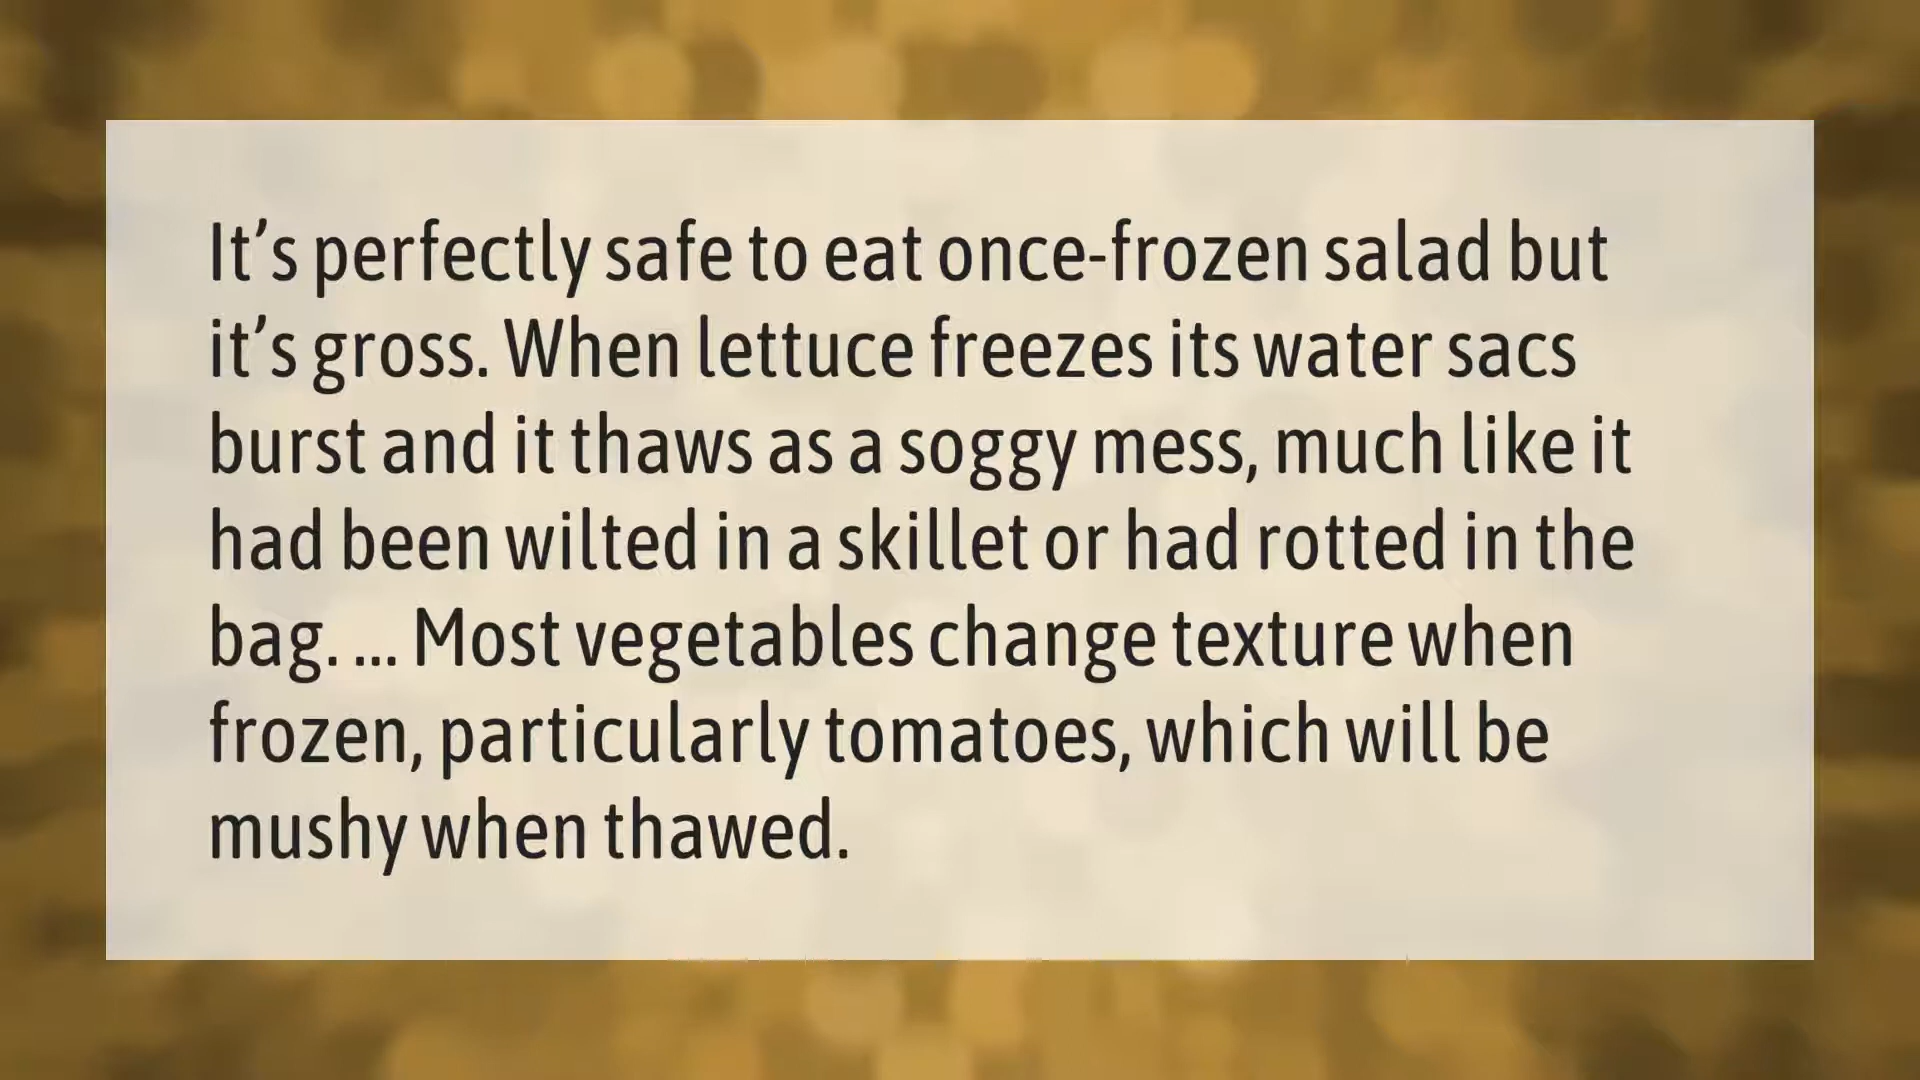 It’s perfectly safe to eat once-frozen salad but
it’s gross. When lettuce freezes its water sacs
burst and it thaws as a soggy mess, much like it
had been wilted in a skillet or had rotted in the
bag. ... Most vegetables change texture when
frozen, particularly tomatoes, which will be
mushy when thawed.